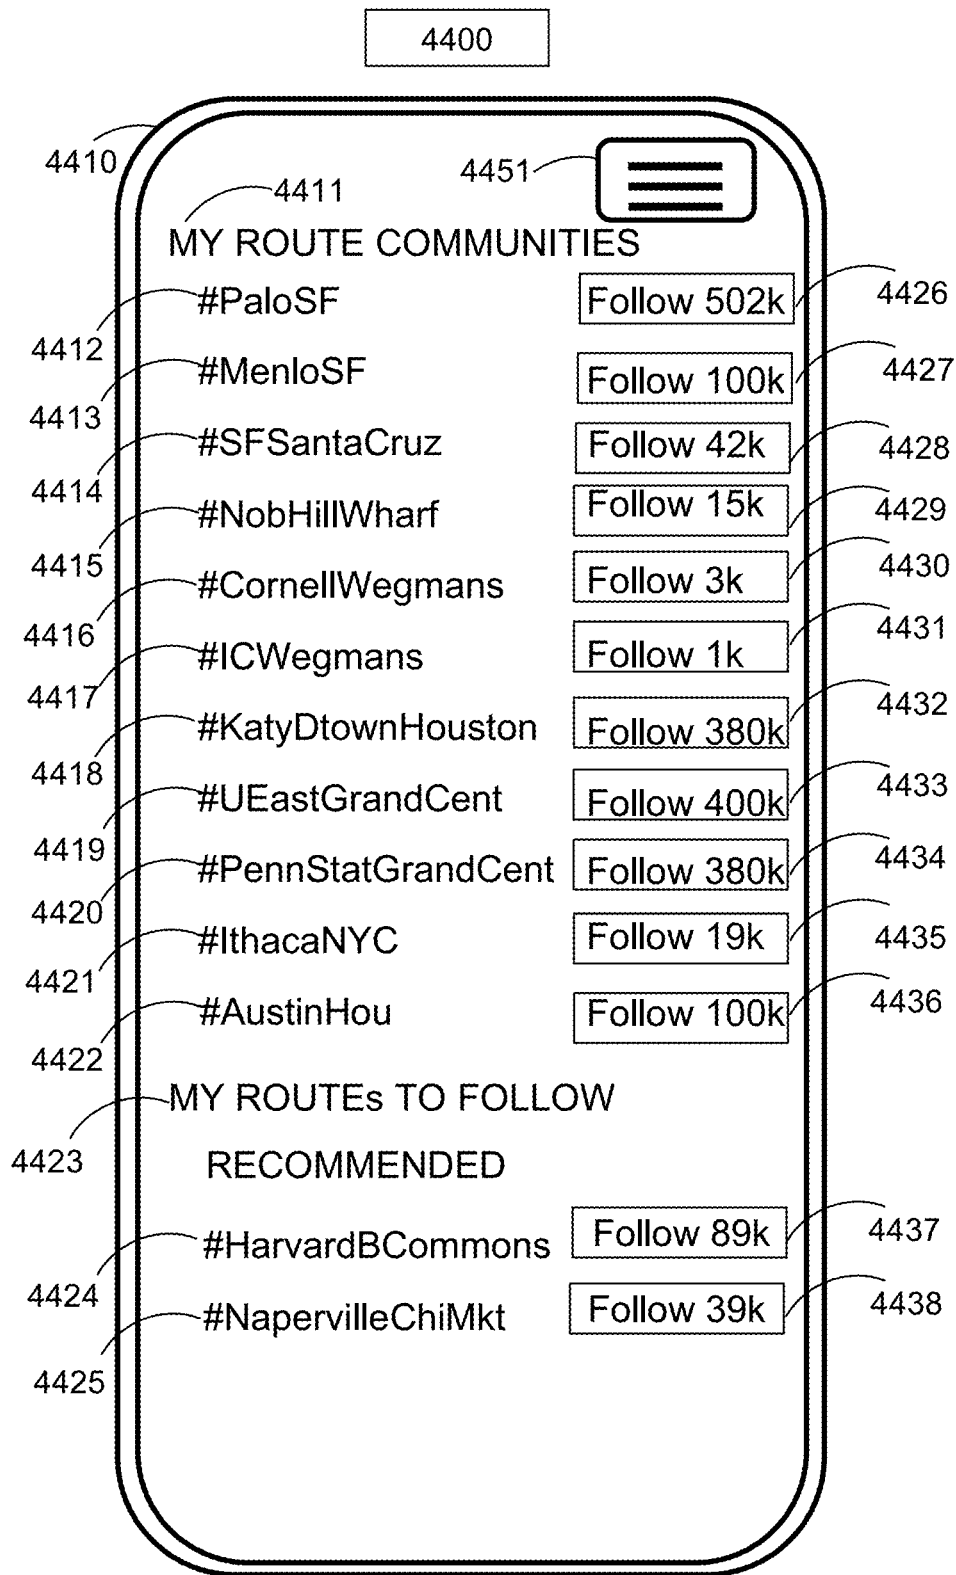 4400
4410
4451
4411
MY ROUTE COMMUNITIES
#PaloSF Follow 502k 4426
4412
#MenloSF Follow 100k 4427
4413
#SFSantaCruz Follow 42k 4428
4414
#NobHillWharf Follow 15k 4429
4415
#CornellWegmans Follow 3k 4430
4416
#ICWegmans Follow 1k 4431
4417
#KatyDtownHouston Follow 380k 4432
4418
#UEastGrandCent Follow 400k 4433
4419
#PennStatGrandCent Follow 380k 4434
4420
#IthacaNYC Follow 19k 4435
4421
#AustinHou Follow 100k 4436
4422
MY ROUTEs TO FOLLOW
4423
RECOMMENDED
#HarvardBCommons Follow 89k 4437
4424
#NapervilleChiMkt Follow 39k 4438
4425